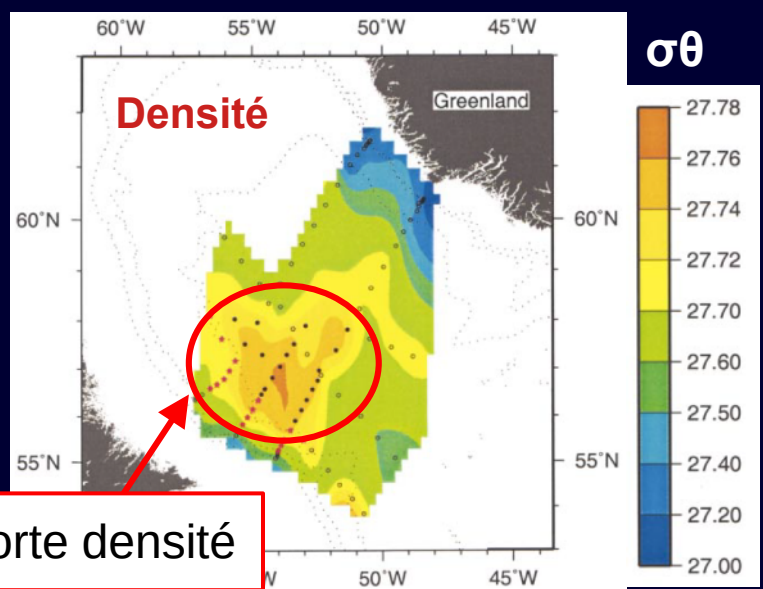 60°W 55°W 50°W 45°W
σθ
Densité
Greenland
27.78
27.76
27.74
27.72
27.70
27.60
27.50
27.40
27.20
27.00
60°N 60°N
55°N 55°N
orte densité
W 50°W 45°W